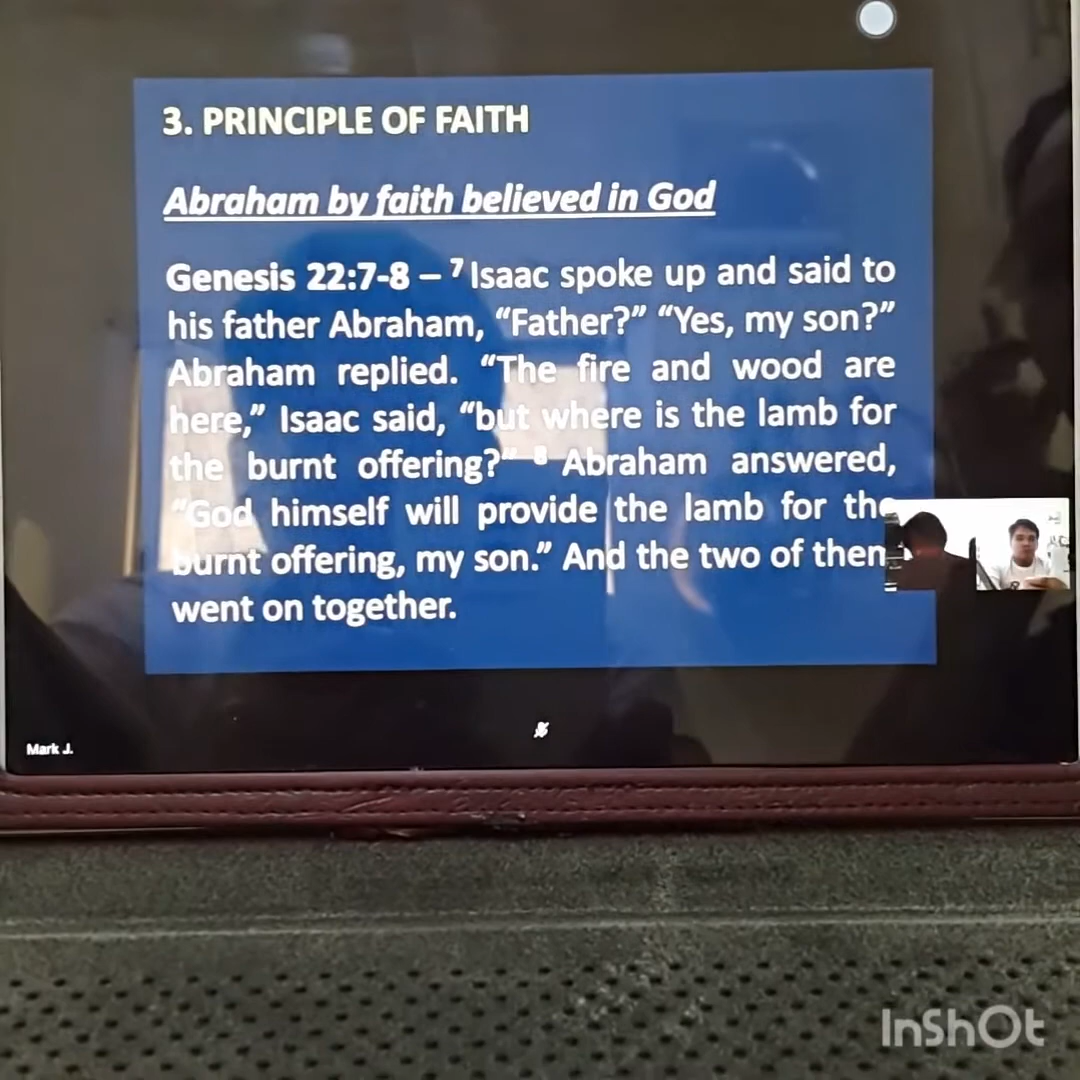 3. PRINCIPLE OF FAITH
Abraham by faith believed in God
Genesis 22:7-8 – 7 Isaac spoke up and said to
his father Abraham, “Father?” “Yes, my son?”
Abraham replied. “The fire and wood are
here,” Isaac said, “but where is the lamb for
the burnt offering?” 8 Abraham answered,
“God himself will provide the lamb for the
burnt offering, my son.” And the two of them
went on together.
Mark J.
InShOt